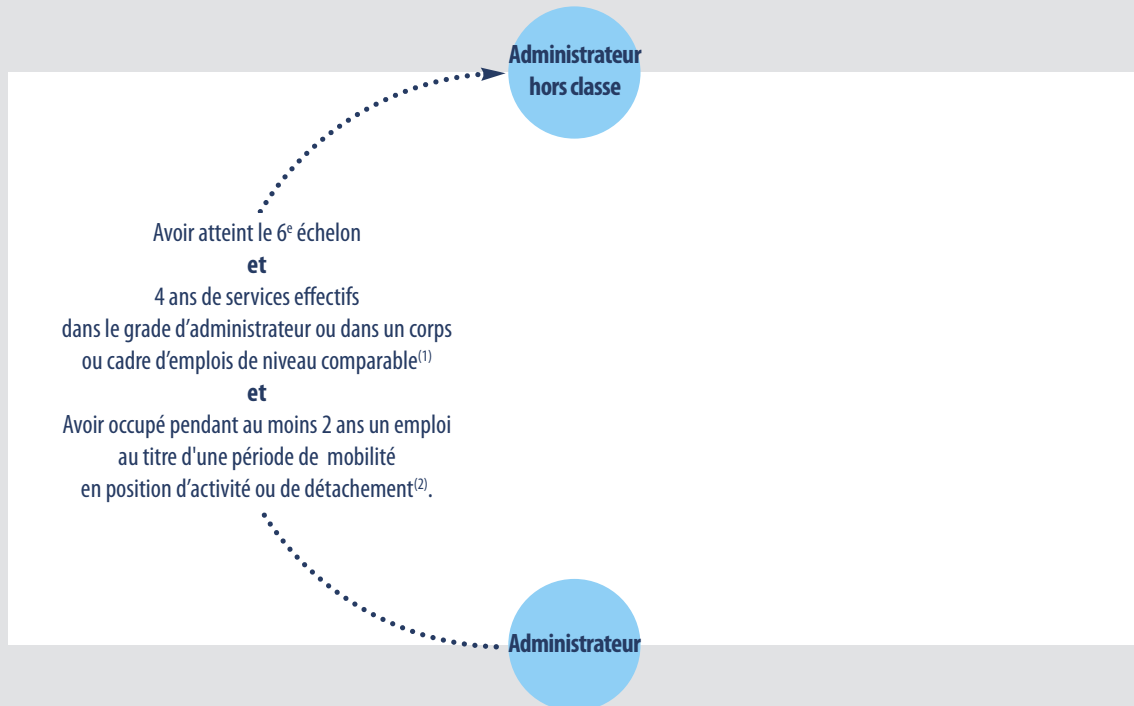 Administrateur
hors classe
Avoir atteint le 6e échelon
et
4 ans de services effectifs
dans le grade d’administrateur ou dans un corps
ou cadre d’emplois de niveau comparable(1)
et
Avoir occupé pendant au moins 2 ans un emploi
au titre d'une période de mobilité
en position d’activité ou de détachement(2).
Administrateur